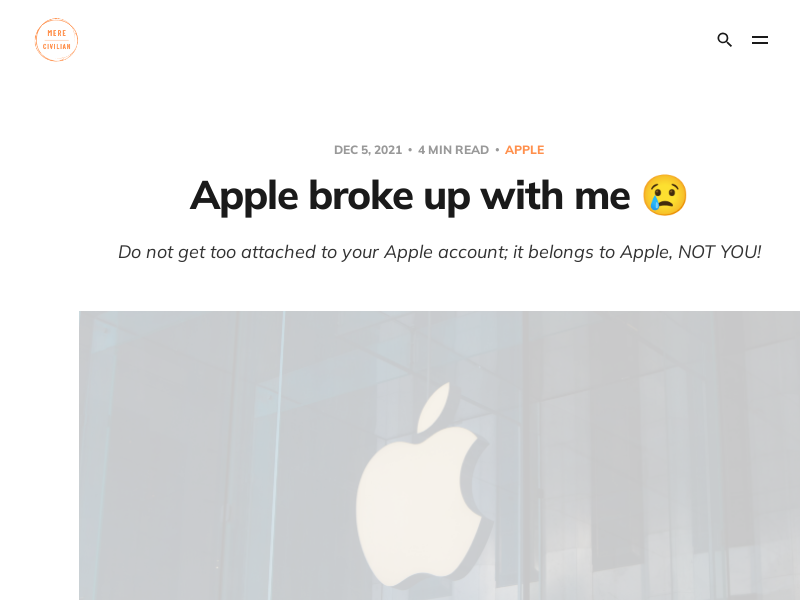 MERE
CIVILIAN
DEC 5, 2021 • 4 MIN READ • APPLE
Apple broke up with me 😢
Do not get too attached to your Apple account; it belongs to Apple, NOT YOU!